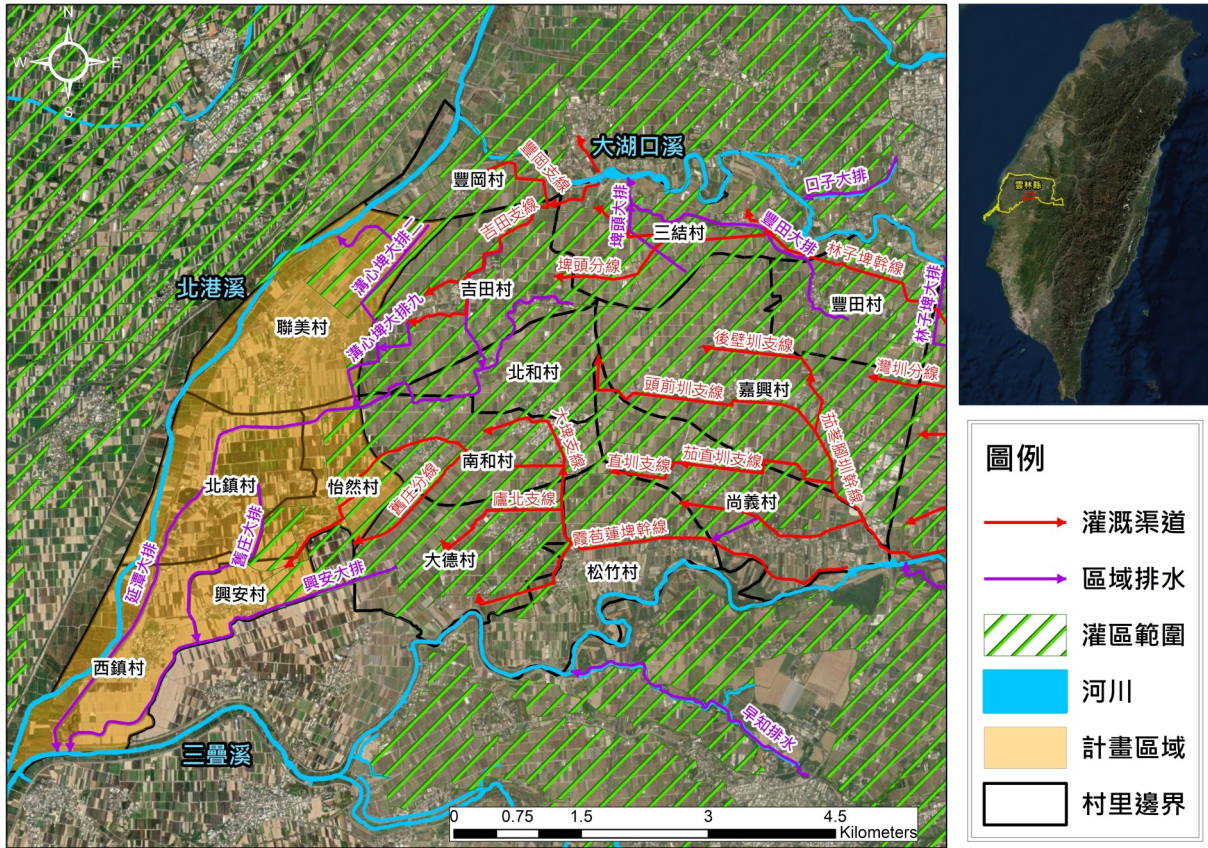 N
W
E
S
大湖口溪
豐岡支線
豐岡村
口子大排
吉田支線
埤頭大排
三結村
豐田大排
林子埤幹線
溝心埤大排二
埤頭分線
北港溪
吉田村
豐田村
林子埤大排
聯美村
溝心埤大排九
後壁圳支線
灣圳分線
北和村
頭前圳支線
嘉興村
大埤支線
茄苳腳圳幹線
南和村
直圳支線
茄直圳支線
北鎮村
怡然村
舊庄分線
廬北支線
尚義村
延潭大排
舊庄大排
霞苞蓮埤幹線
大德村
興安大排
松竹村
興安村
西鎮村
早知排水
三疊溪
0 0.75 1.5 3 4.5
Kilometers
雲林縣
圖例
灌溉渠道
區域排水
灌區範圍
河川
計畫區域
村里邊界